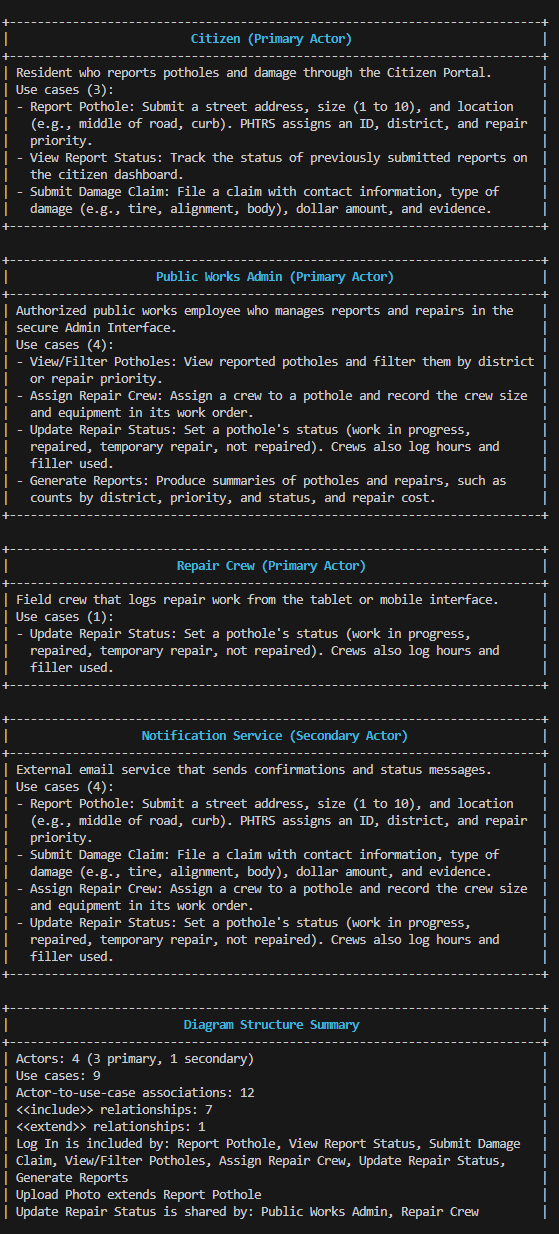 Citizen (Primary Actor)
Resident who reports potholes and damage through the Citizen Portal.
Use cases (3):
- Report Pothole: Submit a street address, size (1 to 10), and location
(e.g., middle of road, curb). PHTRS assigns an ID, district, and repair
priority.
- View Report Status: Track the status of previously submitted reports on
the citizen dashboard.
- Submit Damage Claim: File a claim with contact information, type of
damage (e.g., tire, alignment, body), dollar amount, and evidence.
Public Works Admin (Primary Actor)
Authorized public works employee who manages reports and repairs in the
secure Admin Interface.
Use cases (4):
- View/Filter Potholes: View reported potholes and filter them by district
or repair priority.
- Assign Repair Crew: Assign a crew to a pothole and record the crew size
and equipment in its work order.
- Update Repair Status: Set a pothole's status (work in progress,
repaired, temporary repair, not repaired). Crews also log hours and
filler used.
- Generate Reports: Produce summaries of potholes and repairs, such as
counts by district, priority, and status, and repair cost.
Repair Crew (Primary Actor)
Field crew that logs repair work from the tablet or mobile interface.
Use cases (1):
- Update Repair Status: Set a pothole's status (work in progress,
repaired, temporary repair, not repaired). Crews also log hours and
filler used.
Notification Service (Secondary Actor)
External email service that sends confirmations and status messages.
Use cases (4):
- Report Pothole: Submit a street address, size (1 to 10), and location
(e.g., middle of road, curb). PHTRS assigns an ID, district, and repair
priority.
- Submit Damage Claim: File a claim with contact information, type of
damage (e.g., tire, alignment, body), dollar amount, and evidence.
- Assign Repair Crew: Assign a crew to a pothole and record the crew size
and equipment in its work order.
- Update Repair Status: Set a pothole's status (work in progress,
repaired, temporary repair, not repaired). Crews also log hours and
filler used.
Diagram Structure Summary
Actors: 4 (3 primary, 1 secondary)
Use cases: 9
Actor-to-use-case associations: 12
<<include>> relationships: 7
<<extend>> relationships: 1
Log In is included by: Report Pothole, View Report Status, Submit Damage
Claim, View/Filter Potholes, Assign Repair Crew, Update Repair Status,
Generate Reports
Upload Photo extends Report Pothole
Update Repair Status is shared by: Public Works Admin, Repair Crew